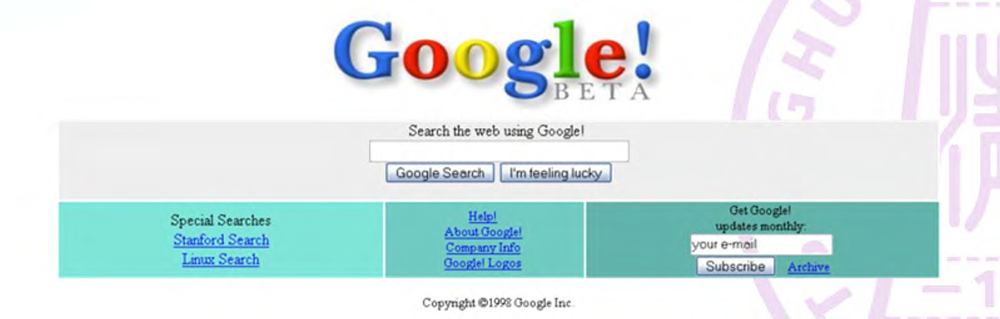 Google!
BETA
Search the web using Google!
Google Search I'm feeling lucky
Special Searches
Stanford Search
Linux Search
Help!
About Google!
Company Info
Google! Logos
Get Google!
updates monthly:
your e-mail
Subscribe Archive
Copyright ©1998 Google Inc.
GHU